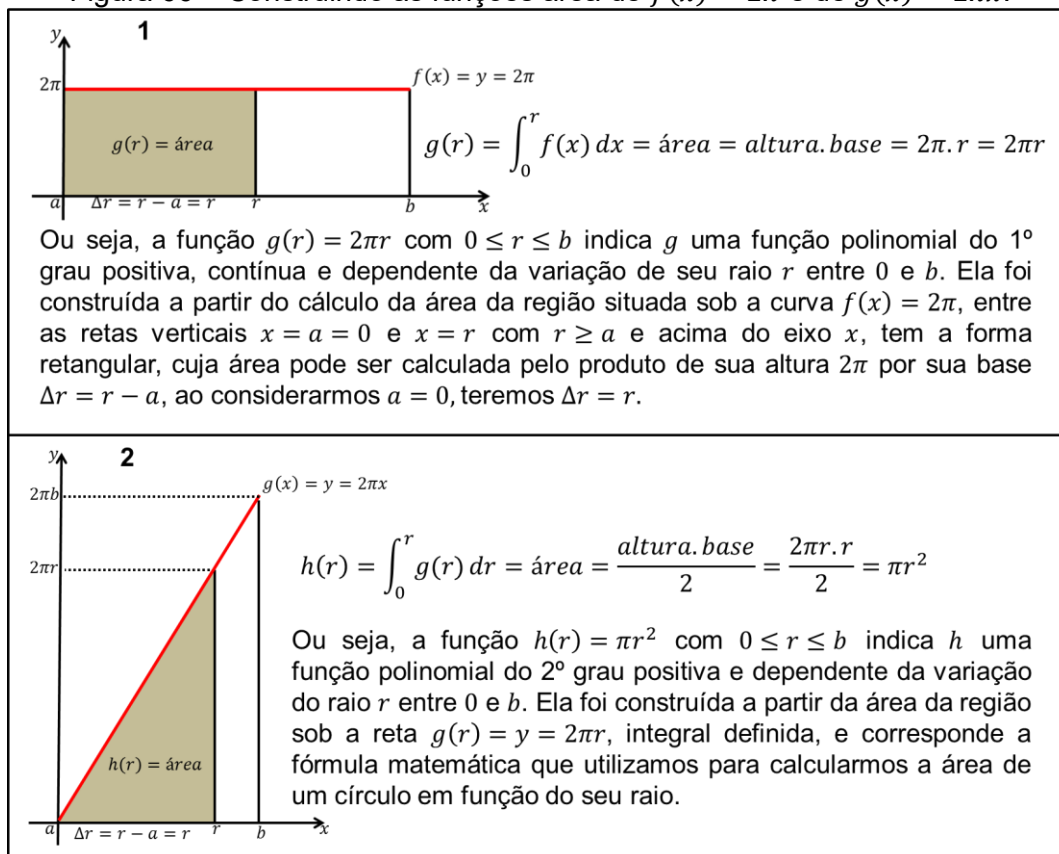 1
y
2π
f(x) = y = 2π
g(r) = área
g(r) = ∫₀ʳ f(x) dx = área = altura.base = 2π.r = 2πr
a Δr = r − a = r r b x
Ou seja, a função g(r) = 2πr com 0 ≤ r ≤ b indica g uma função polinomial do 1º
grau positiva, contínua e dependente da variação de seu raio r entre 0 e b. Ela foi
construída a partir do cálculo da área da região situada sob a curva f(x) = 2π, entre
as retas verticais x = a = 0 e x = r com r ≥ a e acima do eixo x, tem a forma
retangular, cuja área pode ser calculada pelo produto de sua altura 2π por sua base
Δr = r − a, ao considerarmos a = 0, teremos Δr = r.
2
y
2πb
g(x) = y = 2πx
2πr
h(r) = ∫₀ʳ g(r) dr = área = altura.base / 2 = 2πr.r / 2 = πr²
Ou seja, a função h(r) = πr² com 0 ≤ r ≤ b indica h uma
função polinomial do 2º grau positiva e dependente da variação
do raio r entre 0 e b. Ela foi construída a partir da área da região
sob a reta g(r) = y = 2πr, integral definida, e corresponde a
fórmula matemática que utilizamos para calcularmos a área de
um círculo em função do seu raio.
h(r) = área
a Δr = r − a = r r b x